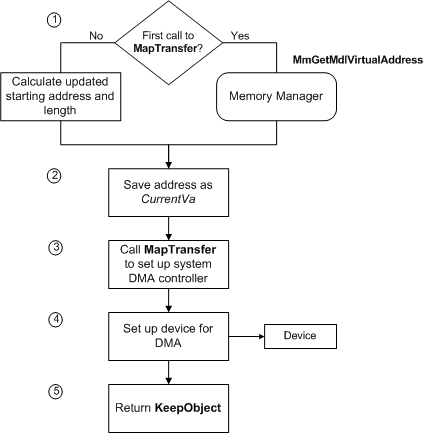 1
First call to
MapTransfer?
No
Yes
MmGetMdlVirtualAddress
Calculate updated
starting address and
length
Memory Manager
2
Save address as
CurrentVa
3
Call MapTransfer
to set up system
DMA controller
4
Set up device for
DMA
Device
5
Return KeepObject